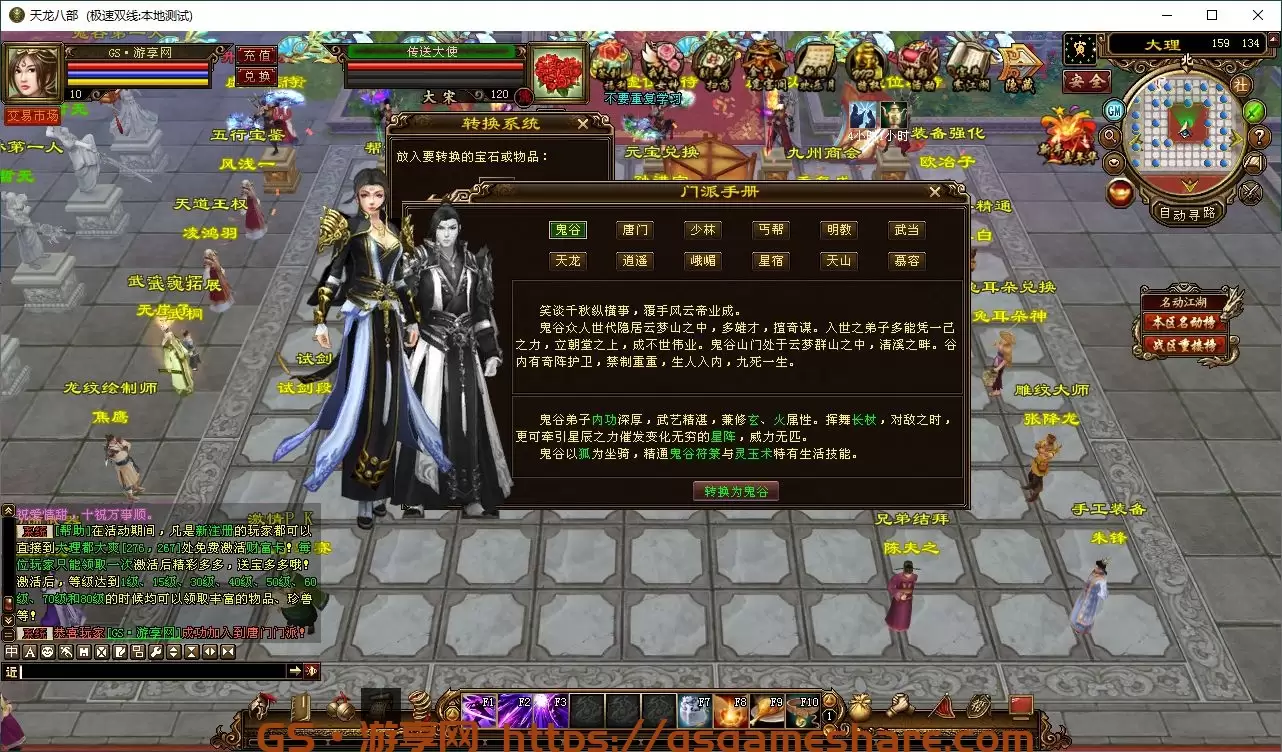 天龙八部 (极速双线:本地测试)
GS·游享网
10
充值
兑换
交易市场
传送大使
大宋
120
不要重复学习
大理
159 134
北
安全
GM
社
自动寻路
五行宝鉴
风浅一
天道王权
凌鸿羽
龙纹绘制师
焦鹰
试剑
元宝兑换
九州商会
装备强化
欧冶子
雕纹大师
张降龙
手工装备
朱锋
兄弟结拜
陈夫之
名动江湖
本区名动榜
战区重楼榜
转换系统
放入要转换的宝石或物品：
门派手册
鬼谷 唐门 少林 丐帮 明教 武当
天龙 逍遥 峨嵋 星宿 天山 慕容
笑谈千秋纵横事，覆手风云帝业成。
鬼谷众人世代隐居云梦山之中，多雄才，擅奇谋。入世之弟子多能凭一己
之力，立朝堂之上，成不世伟业。鬼谷山门处于云梦群山之中，清溪之畔。谷
内有奇阵护卫，禁制重重，生人入内，九死一生。
鬼谷弟子内功深厚，武艺精湛，兼修玄、火属性。挥舞长杖，对敌之时，
更可牵引星辰之力催发变化无穷的星阵，威力无匹。
鬼谷以狐为坐骑，精通鬼谷符箓与灵玉术特有生活技能。
转换为鬼谷
祝爱情甜，十祝万事顺。
系统 [帮助]在活动期间，凡是新注册的玩家都可以
直接到大理都大爽[276，267]处免费激活财富卡！每
位玩家只能领取一次激活后精彩多多，送宝多多哦！
激活后，等级达到1级、15级、30级、40级、50级、60
级、70级和80级的时候均可以领取丰富的物品、珍兽
等！
系统 恭喜玩家[GS·游享网]成功加入到唐门门派！
近
F1 F2 F3 F7 F8 F9 F10
1
GS·游享网 https://gsgameshare.com